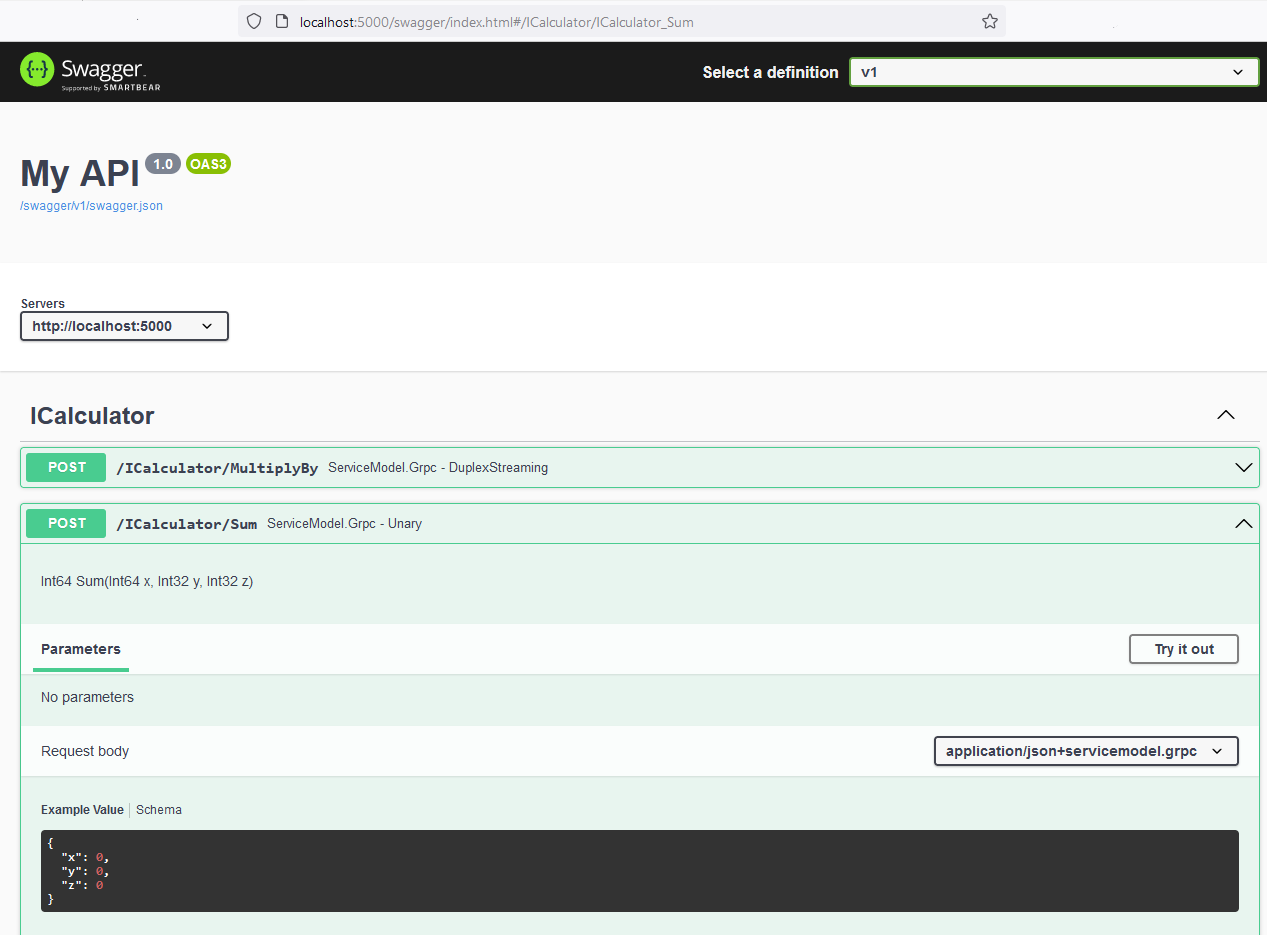 localhost:5000/swagger/index.html#/ICalculator/ICalculator_Sum
{···} Swagger.
Supported by SMARTBEAR
Select a definition v1
My API 1.0 OAS3
/swagger/v1/swagger.json
Servers
http://localhost:5000
ICalculator
POST /ICalculator/MultiplyBy ServiceModel.Grpc - DuplexStreaming
POST /ICalculator/Sum ServiceModel.Grpc - Unary
Int64 Sum(Int64 x, Int32 y, Int32 z)
Parameters Try it out
No parameters
Request body application/json+servicemodel.grpc
Example Value Schema
{
  "x": 0,
  "y": 0,
  "z": 0
}